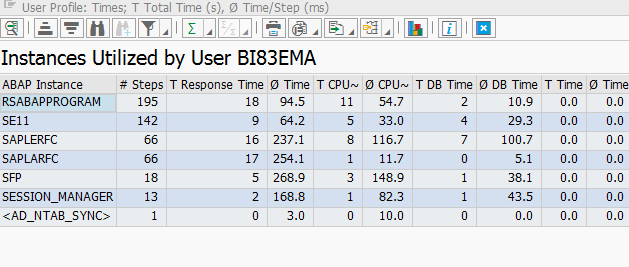 User Profile: Times; T Total Time (s), Ø Time/Step (ms)
Instances Utilized by User BI83EMA
ABAP Instance # Steps T Response Time Ø Time T CPU~ Ø CPU~ T DB Time Ø DB Time T Time Ø Time
RSABAPPROGRAM 195 18 94.5 11 54.7 2 10.9 0.0 0.0
SE11 142 9 64.2 5 33.0 4 29.3 0.0 0.0
SAPLERFC 66 16 237.1 8 116.7 7 100.7 0.0 0.0
SAPLARFC 66 17 254.1 1 11.7 0 5.1 0.0 0.0
SFP 18 5 268.9 3 148.9 1 38.1 0.0 0.0
SESSION_MANAGER 13 2 168.8 1 82.3 1 43.5 0.0 0.0
<AD_NTAB_SYNC> 1 0 3.0 0 10.0 0 0.0 0.0 0.0